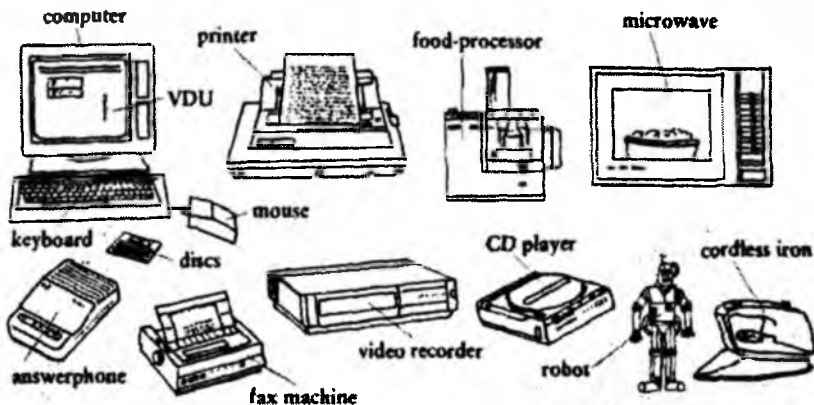 computer
printer
food-processor
microwave
VDU
mouse
keyboard
discs
CD player
cordless iron
answerphone
fax machine
video recorder
robot